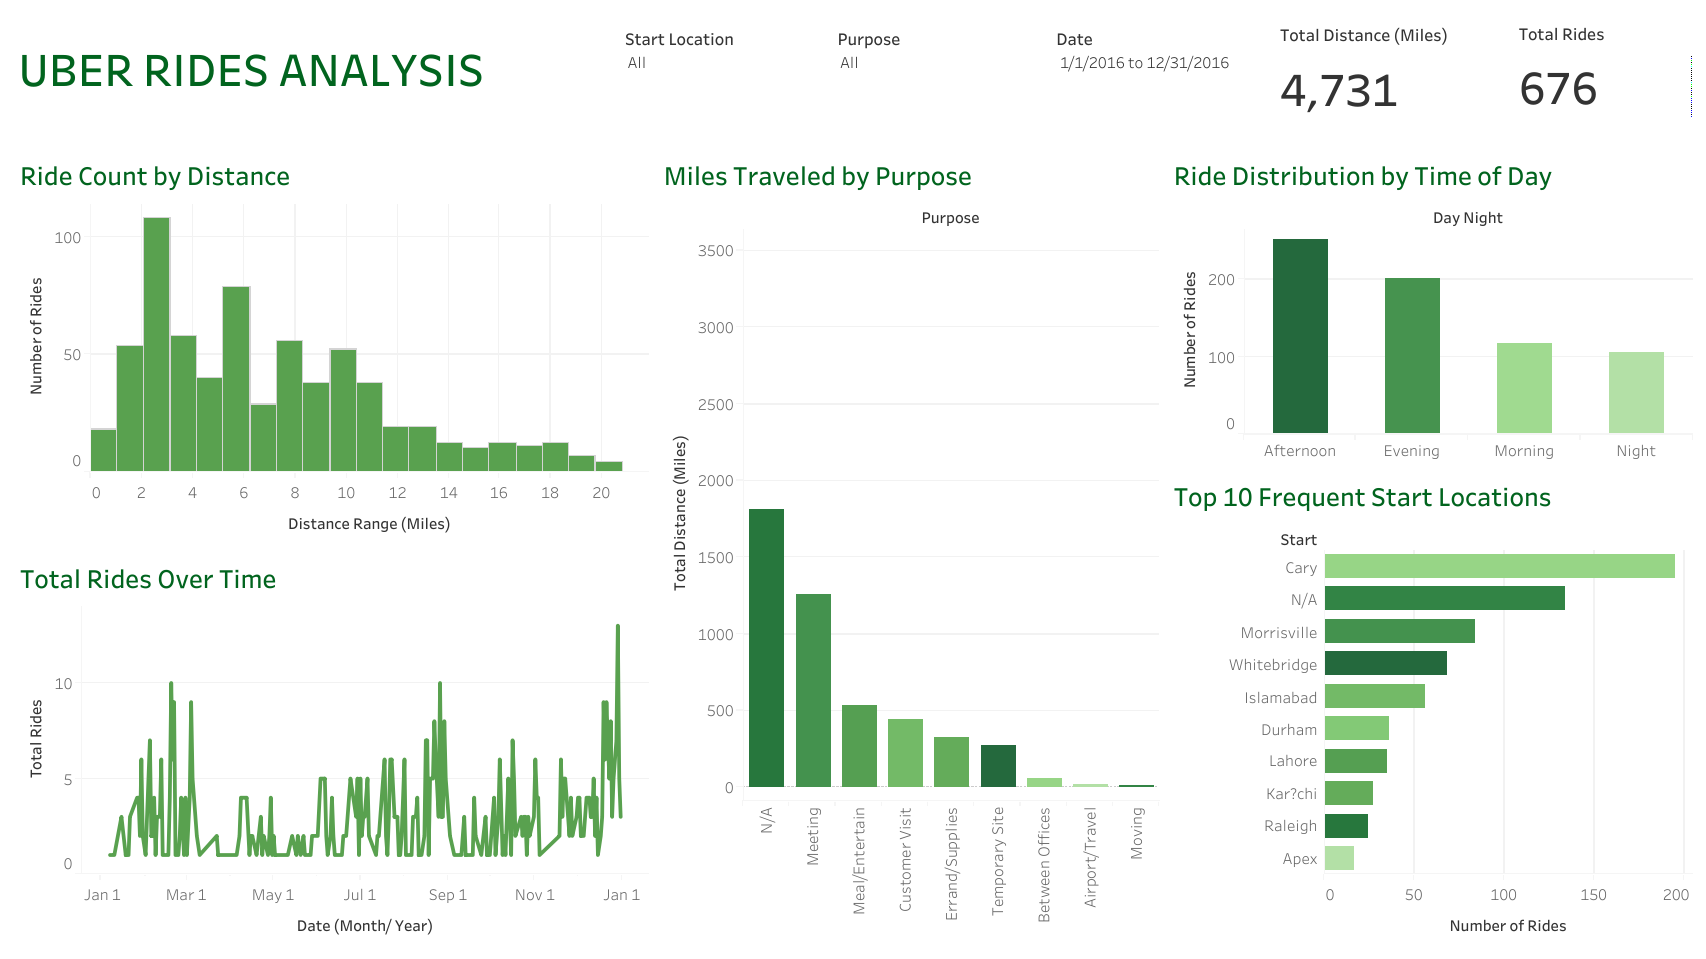 UBER RIDES ANALYSIS
Start Location
All
Purpose
All
Date
1/1/2016 to 12/31/2016
Total Distance (Miles)
4,731
Total Rides
676
Ride Count by Distance
Number of Rides
100
50
0
0 2 4 6 8 10 12 14 16 18 20
Distance Range (Miles)
Total Rides Over Time
Total Rides
10
5
0
Jan 1 Mar 1 May 1 Jul 1 Sep 1 Nov 1 Jan 1
Date (Month/ Year)
Miles Traveled by Purpose
Purpose
Total Distance (Miles)
3500
3000
2500
2000
1500
1000
500
0
N/A
Meeting
Meal/Entertain
Customer Visit
Errand/Supplies
Temporary Site
Between Offices
Airport/Travel
Moving
Ride Distribution by Time of Day
Day Night
Number of Rides
200
100
0
Afternoon Evening Morning Night
Top 10 Frequent Start Locations
Start
Cary
N/A
Morrisville
Whitebridge
Islamabad
Durham
Lahore
Kar?chi
Raleigh
Apex
0 50 100 150 200
Number of Rides